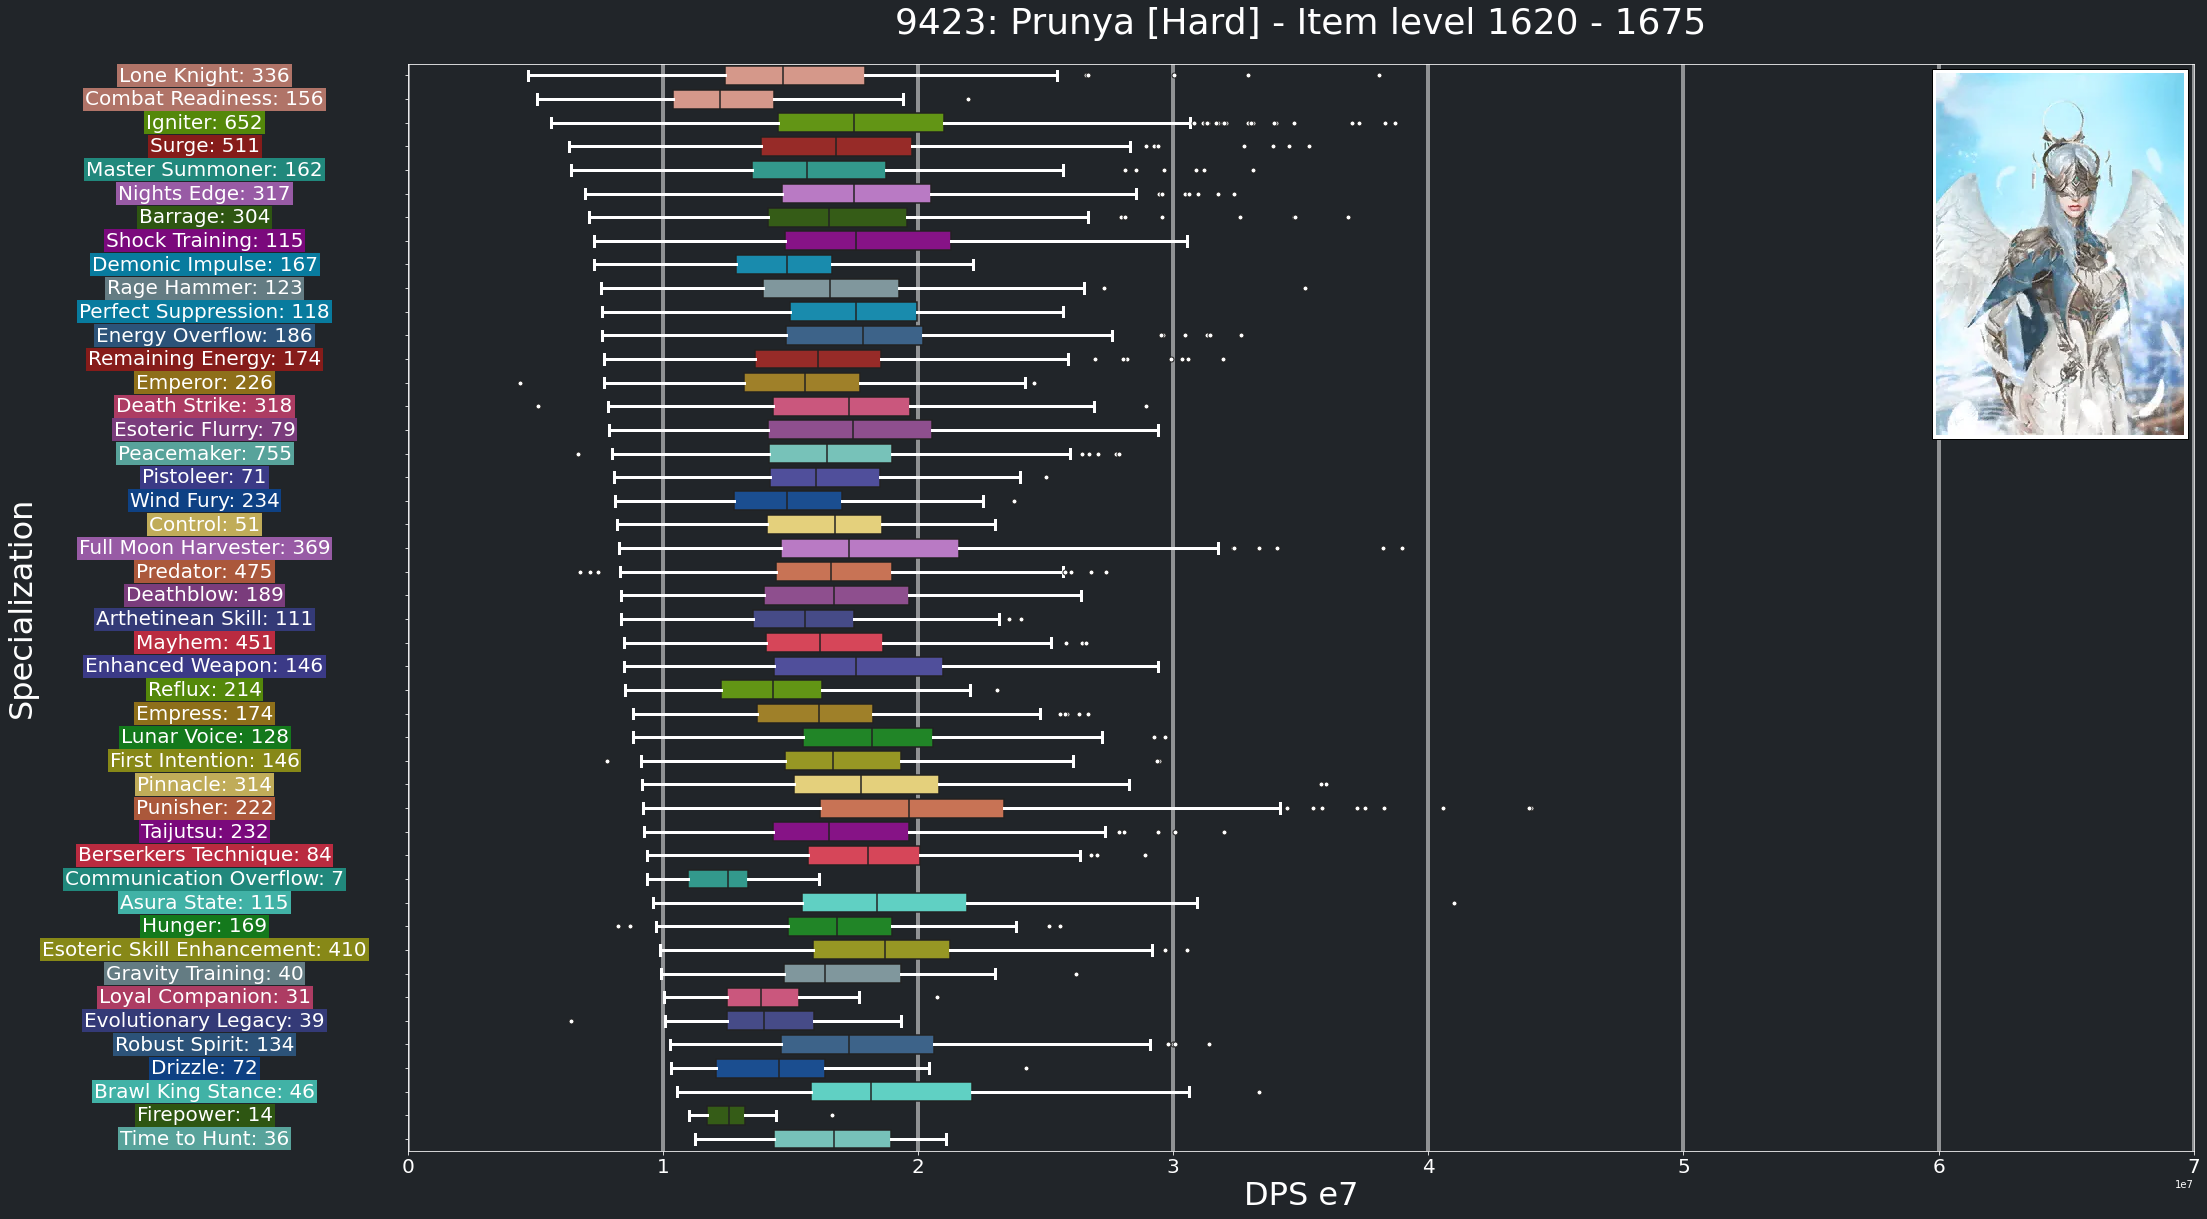 9423: Prunya [Hard] - Item level 1620 - 1675
Lone Knight: 336
Combat Readiness: 156
Igniter: 652
Surge: 511
Master Summoner: 162
Nights Edge: 317
Barrage: 304
Shock Training: 115
Demonic Impulse: 167
Rage Hammer: 123
Perfect Suppression: 118
Energy Overflow: 186
Remaining Energy: 174
Emperor: 226
Death Strike: 318
Esoteric Flurry: 79
Peacemaker: 755
Pistoleer: 71
Wind Fury: 234
Control: 51
Full Moon Harvester: 369
Predator: 475
Deathblow: 189
Arthetinean Skill: 111
Mayhem: 451
Enhanced Weapon: 146
Reflux: 214
Empress: 174
Lunar Voice: 128
First Intention: 146
Pinnacle: 314
Punisher: 222
Taijutsu: 232
Berserkers Technique: 84
Communication Overflow: 7
Asura State: 115
Hunger: 169
Esoteric Skill Enhancement: 410
Gravity Training: 40
Loyal Companion: 31
Evolutionary Legacy: 39
Robust Spirit: 134
Drizzle: 72
Brawl King Stance: 46
Firepower: 14
Time to Hunt: 36
Specialization
0 1 2 3 4 5 6 7
1e7
DPS e7